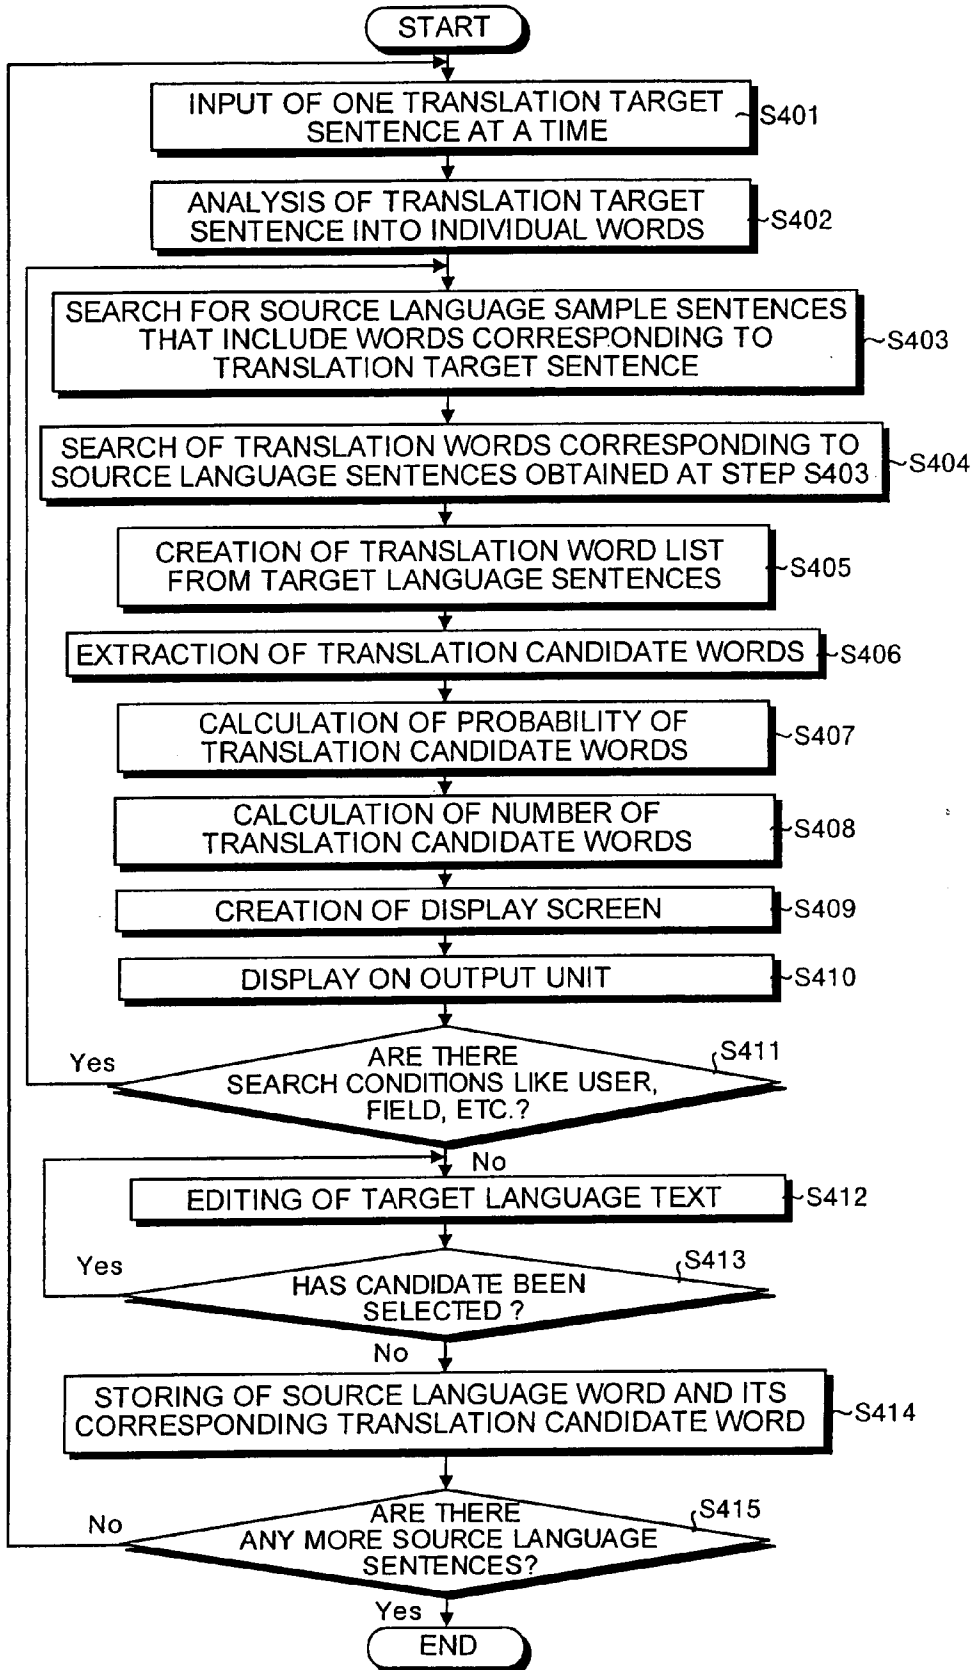 START
INPUT OF ONE TRANSLATION TARGET
SENTENCE AT A TIME
S401
ANALYSIS OF TRANSLATION TARGET
SENTENCE INTO INDIVIDUAL WORDS
S402
SEARCH FOR SOURCE LANGUAGE SAMPLE SENTENCES
THAT INCLUDE WORDS CORRESPONDING TO
TRANSLATION TARGET SENTENCE
S403
SEARCH OF TRANSLATION WORDS CORRESPONDING TO
SOURCE LANGUAGE SENTENCES OBTAINED AT STEP S403
S404
CREATION OF TRANSLATION WORD LIST
FROM TARGET LANGUAGE SENTENCES
S405
EXTRACTION OF TRANSLATION CANDIDATE WORDS
S406
CALCULATION OF PROBABILITY OF
TRANSLATION CANDIDATE WORDS
S407
CALCULATION OF NUMBER OF
TRANSLATION CANDIDATE WORDS
S408
CREATION OF DISPLAY SCREEN
S409
DISPLAY ON OUTPUT UNIT
S410
Yes
ARE THERE
SEARCH CONDITIONS LIKE USER,
FIELD, ETC.?
S411
No
EDITING OF TARGET LANGUAGE TEXT
S412
Yes
HAS CANDIDATE BEEN
SELECTED ?
S413
No
STORING OF SOURCE LANGUAGE WORD AND ITS
CORRESPONDING TRANSLATION CANDIDATE WORD
S414
No
ARE THERE
ANY MORE SOURCE LANGUAGE
SENTENCES?
S415
Yes
END